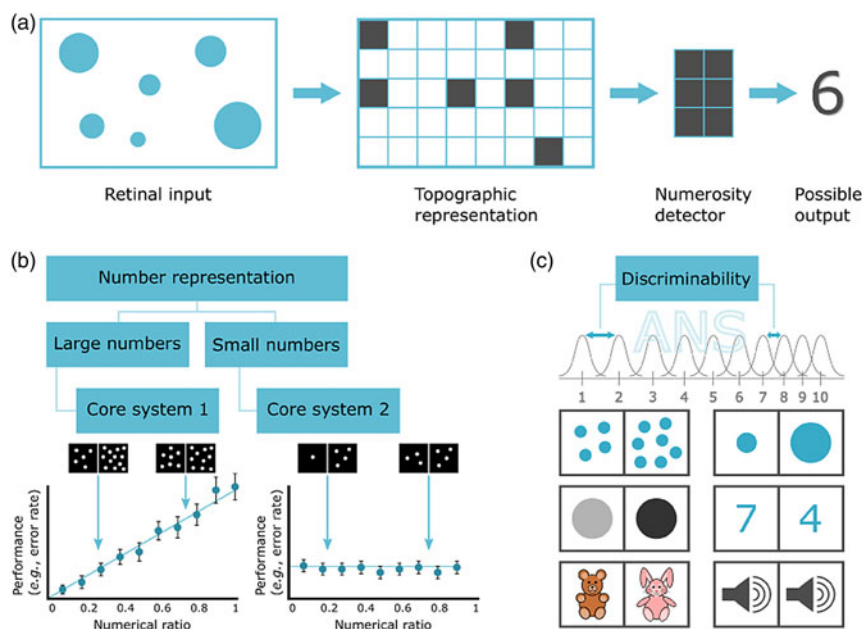 (a)
6
Retinal input
Topographic
representation
Numerosity
detector
Possible
output
(b)
Number representation
Large numbers
Small numbers
Core system 1
Core system 2
Performance
(e.g., error rate)
0 0.2 0.4 0.6 0.8 1
Numerical ratio
Performance
(e.g., error rate)
0 0.2 0.4 0.6 0.8 1
Numerical ratio
(c)
Discriminability
ANS
1 2 3 4 5 6 7 8 9 10
7 4